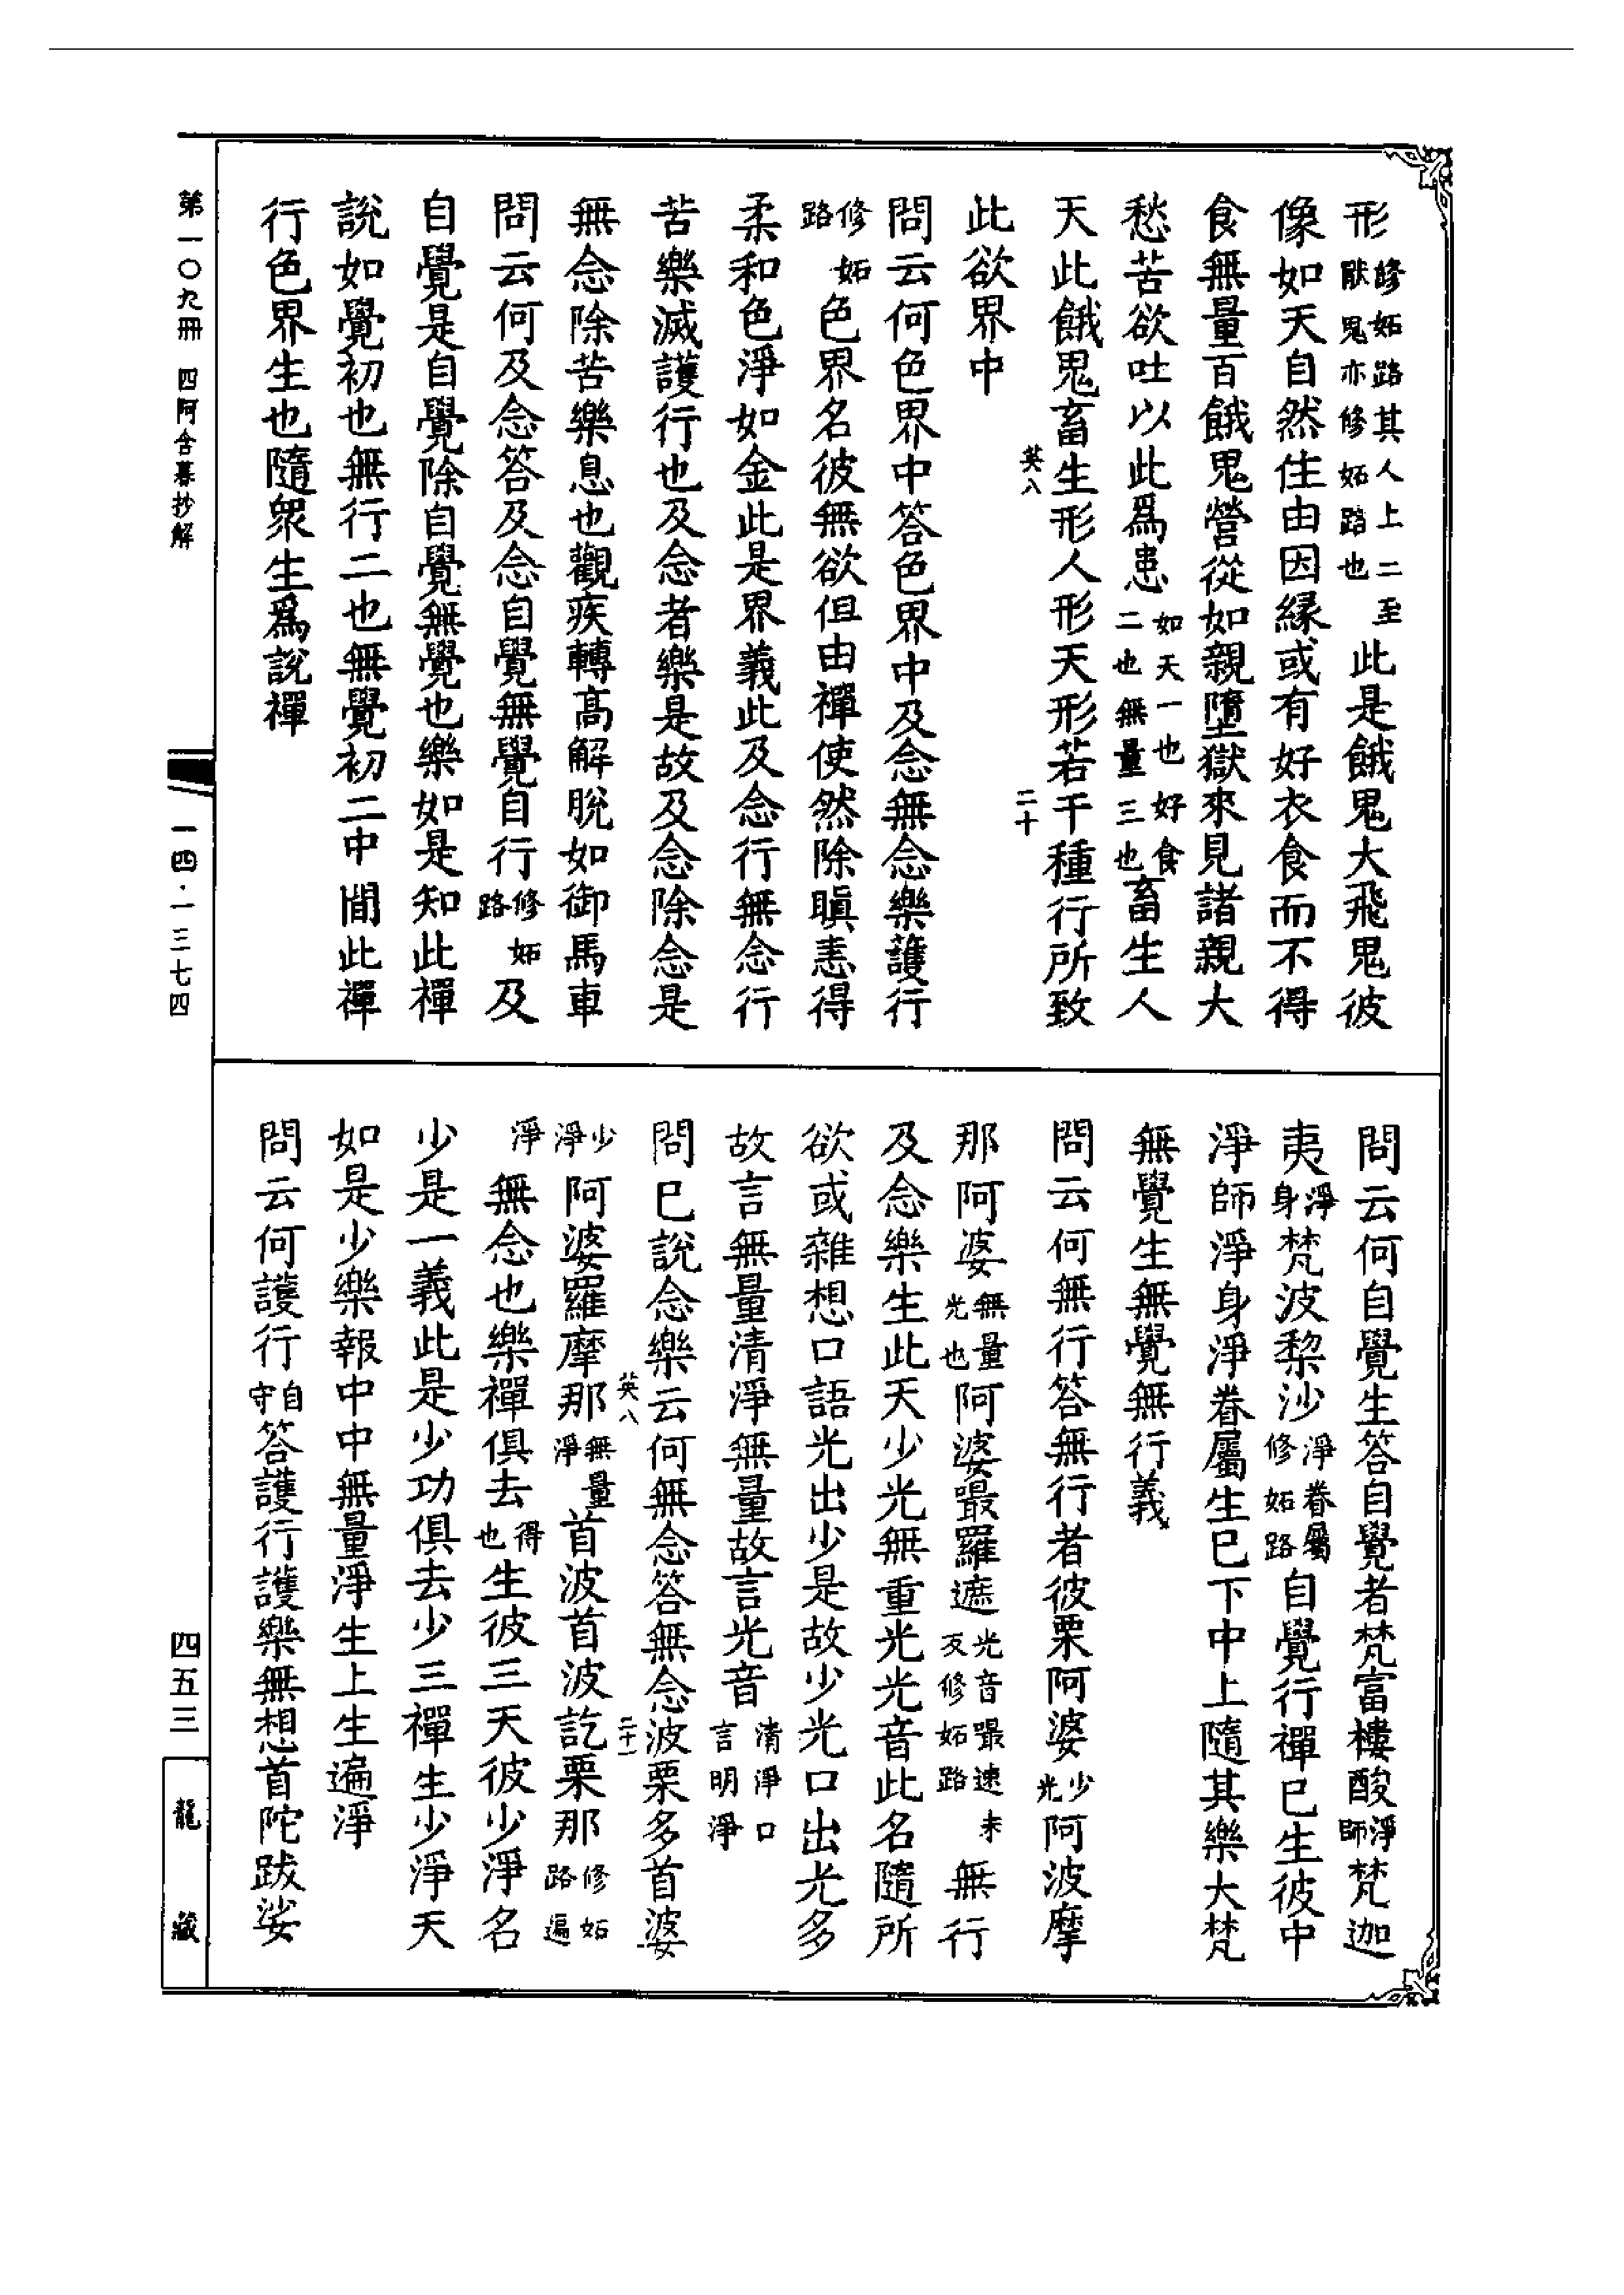 形修妬路其人上二至猒鬼亦修妬路也此是餓鬼大飛鬼彼
像如天自然住由因緣或有好衣食而不得
食無量百餓鬼營從如親墮獄來見諸親大
愁苦欲吐以此爲患如天一也好食二也無量三也畜生人
天此餓鬼畜生形人形天形若干種行所致
英八 二十
此欲界中
問云何色界中答色界中及念無念樂護行
修妬路色界名彼無欲但由禪使然除瞋恚得
柔和色淨如金此是界義此及念行無念行
苦樂滅護行也及念者樂是故及念除念是
無念除苦樂息也觀疾轉高解脫如御馬車
問云何及念答及念自覺無覺自行修妬路及
自覺是自覺除自覺無覺也樂如是知此禪
說如覺初也無行二也無覺初二中間此禪
行色界生也隨衆生爲說禪
問云何自覺生答自覺者梵富樓酸淨師梵迦
夷淨身梵波棃沙淨眷屬修妬路自覺行禪已生彼中
淨師淨身淨眷屬生已下中上隨其樂大梵
無覺生無覺無行義
問云何無行答無行者彼栗阿婆少光阿波摩
那阿婆無量光也阿婆㝡羅遮光音㝡速未及修妬路無行
及念樂生此天少光無重光光音此名隨所
欲或雜想口語光出少是故少光口出光多
故言無量清淨無量故言光音清淨口言明淨
問已說念樂云何無念答無念波栗多首婆
英八 二十一
少淨淨阿婆羅摩那無量淨首波首波訖栗那修妬路遍
淨無念也樂禪俱去得也生彼三天彼少淨名
少是一義此是少功俱去少三禪生少淨天
如是少樂報中中無量淨生上生遍淨
問云何護行自守答護行護樂無想首陀跋娑
第一〇九冊 四阿含暮抄解
一四·一三七四
四五三
龍藏